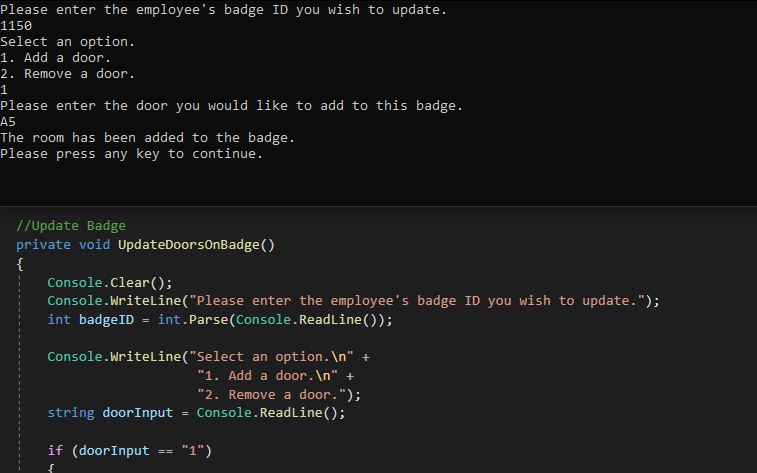 Please enter the employee's badge ID you wish to update.
1150
Select an option.
1. Add a door.
2. Remove a door.
1
Please enter the door you would like to add to this badge.
A5
The room has been added to the badge.
Please press any key to continue.
//Update Badge
private void UpdateDoorsOnBadge()
{
    Console.Clear();
    Console.WriteLine("Please enter the employee's badge ID you wish to update.");
    int badgeID = int.Parse(Console.ReadLine());
    Console.WriteLine("Select an option.\n" +
                      "1. Add a door.\n" +
                      "2. Remove a door.");
    string doorInput = Console.ReadLine();
    if (doorInput == "1")
    {